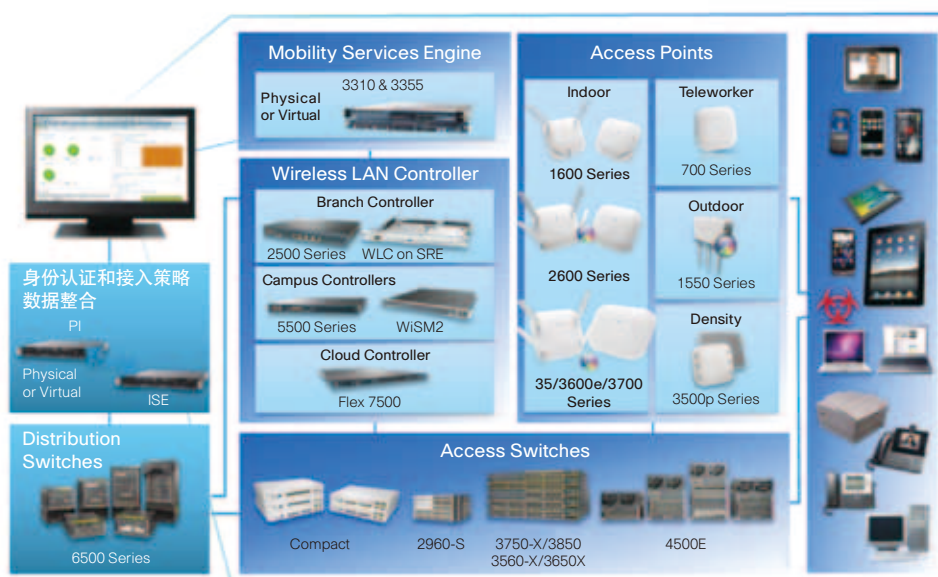 Mobility Services Engine
3310 & 3355
Physical
or Virtual
Wireless LAN Controller
Branch Controller
2500 Series
WLC on SRE
Campus Controllers
5500 Series
WiSM2
Cloud Controller
Flex 7500
Access Points
Indoor
1600 Series
2600 Series
35/3600e/3700
Series
Teleworker
700 Series
Outdoor
1550 Series
Density
3500p Series
身份认证和接入策略
数据整合
PI
Physical
or Virtual
ISE
Distribution
Switches
6500 Series
Access Switches
Compact
2960-S
3750-X/3850
3560-X/3650X
4500E